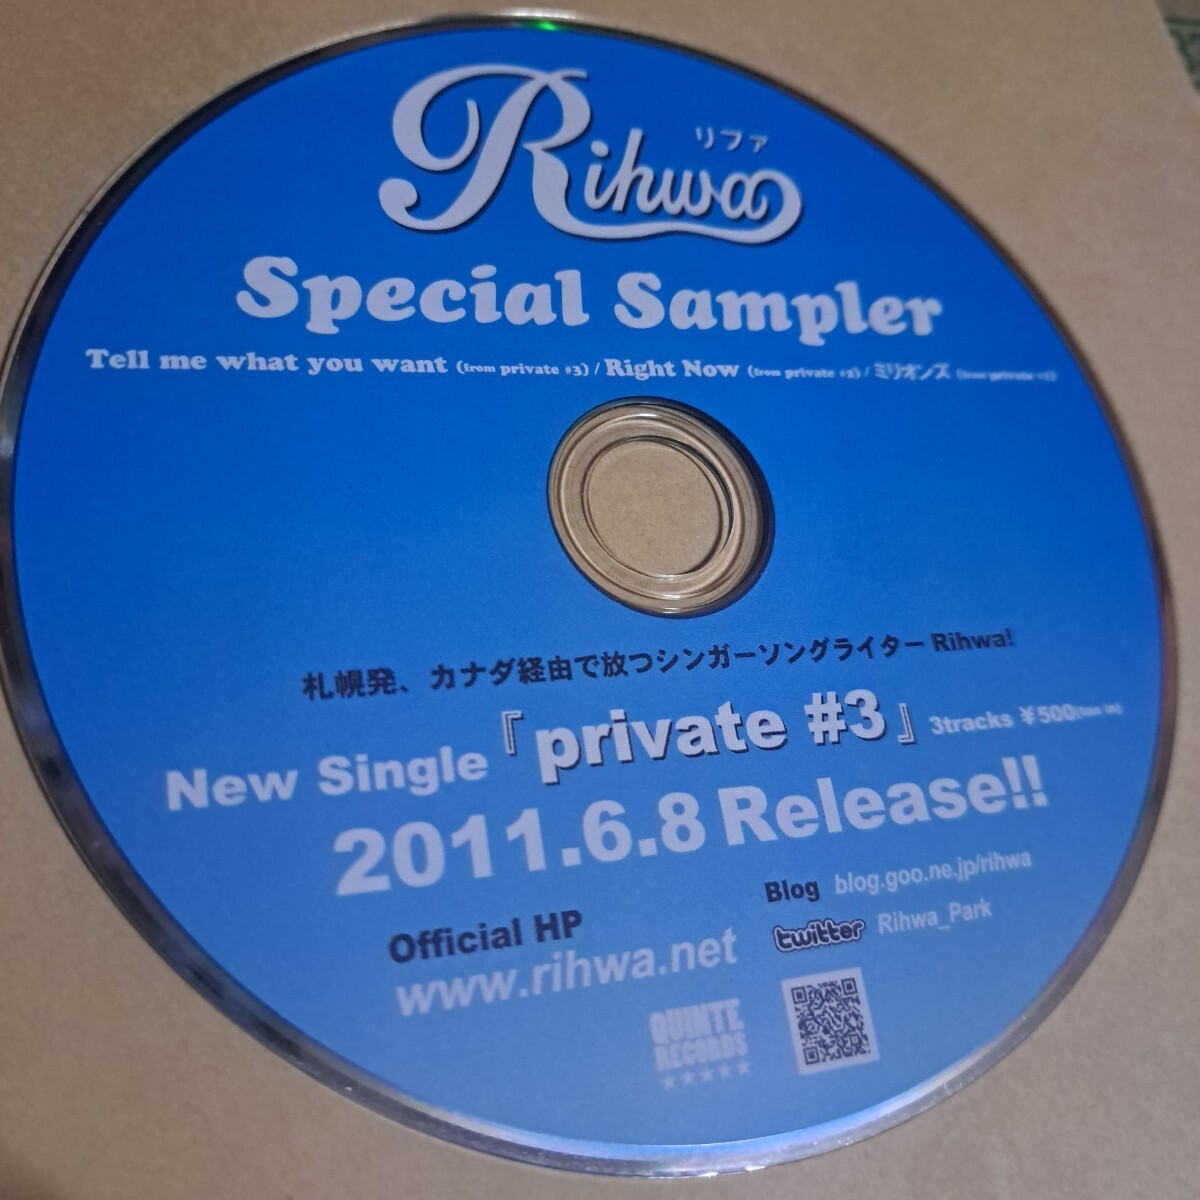 リファ
Rihwa
Special Sampler
Tell me what you want (from private #3) / Right Now (from private #2) / ミリオンズ (from private #1)
札幌発、カナダ経由で放つシンガーソングライター Rihwa!
New Single『private #3』3tracks ¥500(tax in)
2011.6.8 Release!!
Blog blog.goo.ne.jp/rihwa
twitter Rihwa_Park
Official HP
www.rihwa.net
QUINTE
RECORDS
★★★★★